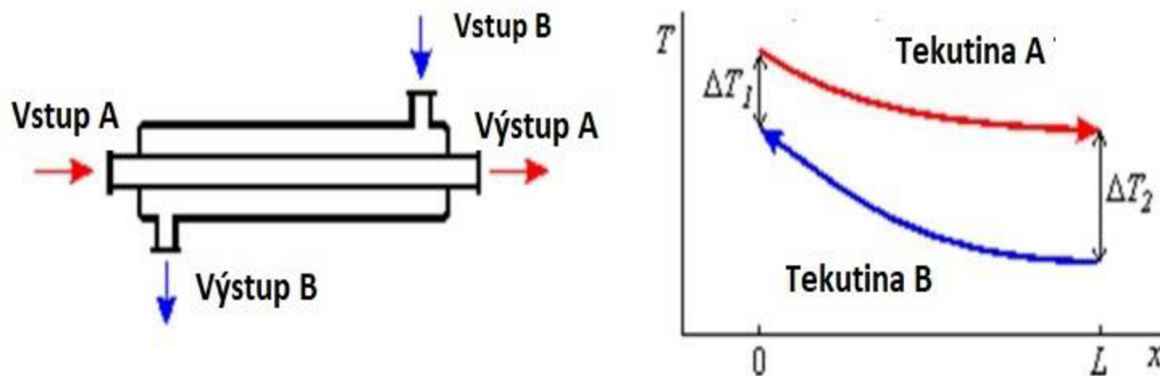 Vstup B
Vstup A
Výstup A
Výstup B
T
Tekutina A
ΔT1
ΔT2
Tekutina B
0
L
x